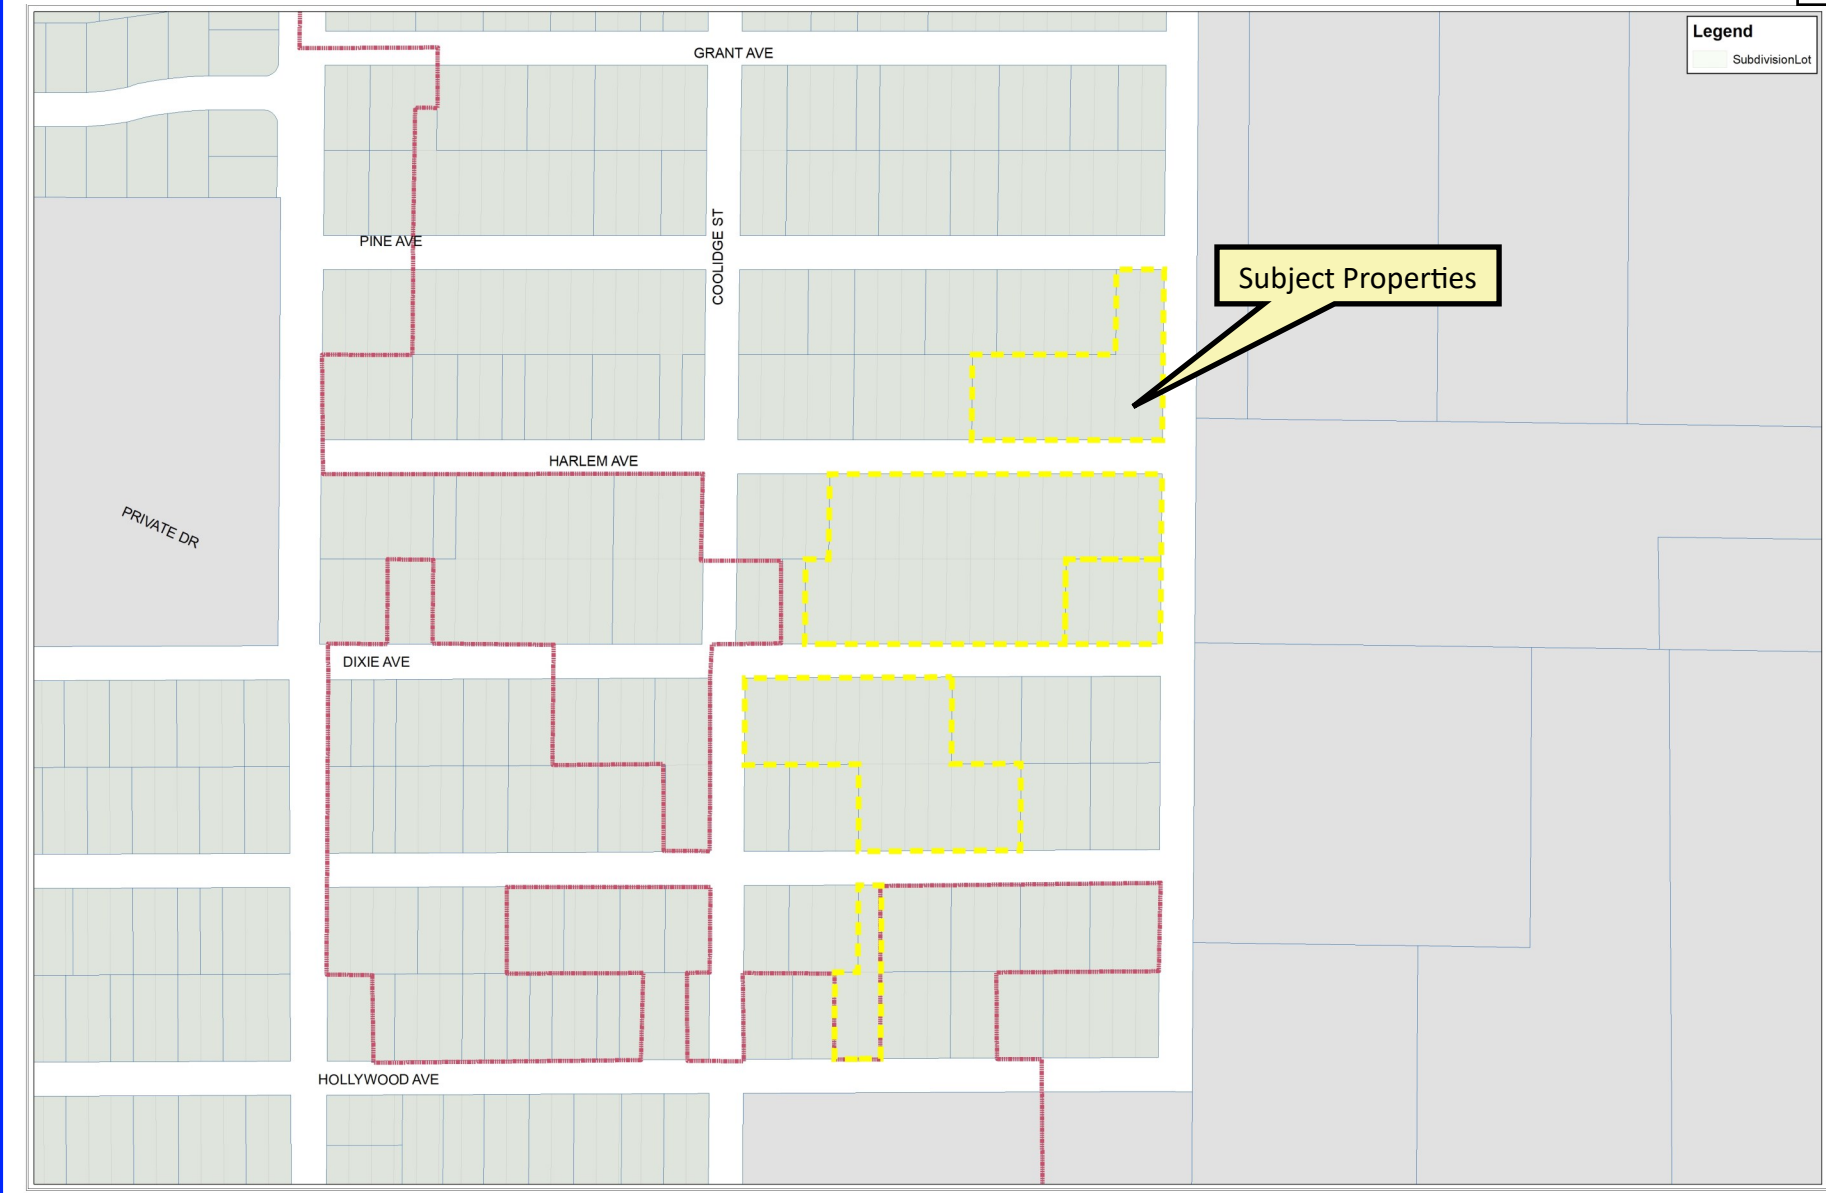 Legend
SubdivisionLot
GRANT AVE
COOLIDGE ST
PINE AVE
Subject Properties
HARLEM AVE
PRIVATE DR
DIXIE AVE
HOLLYWOOD AVE